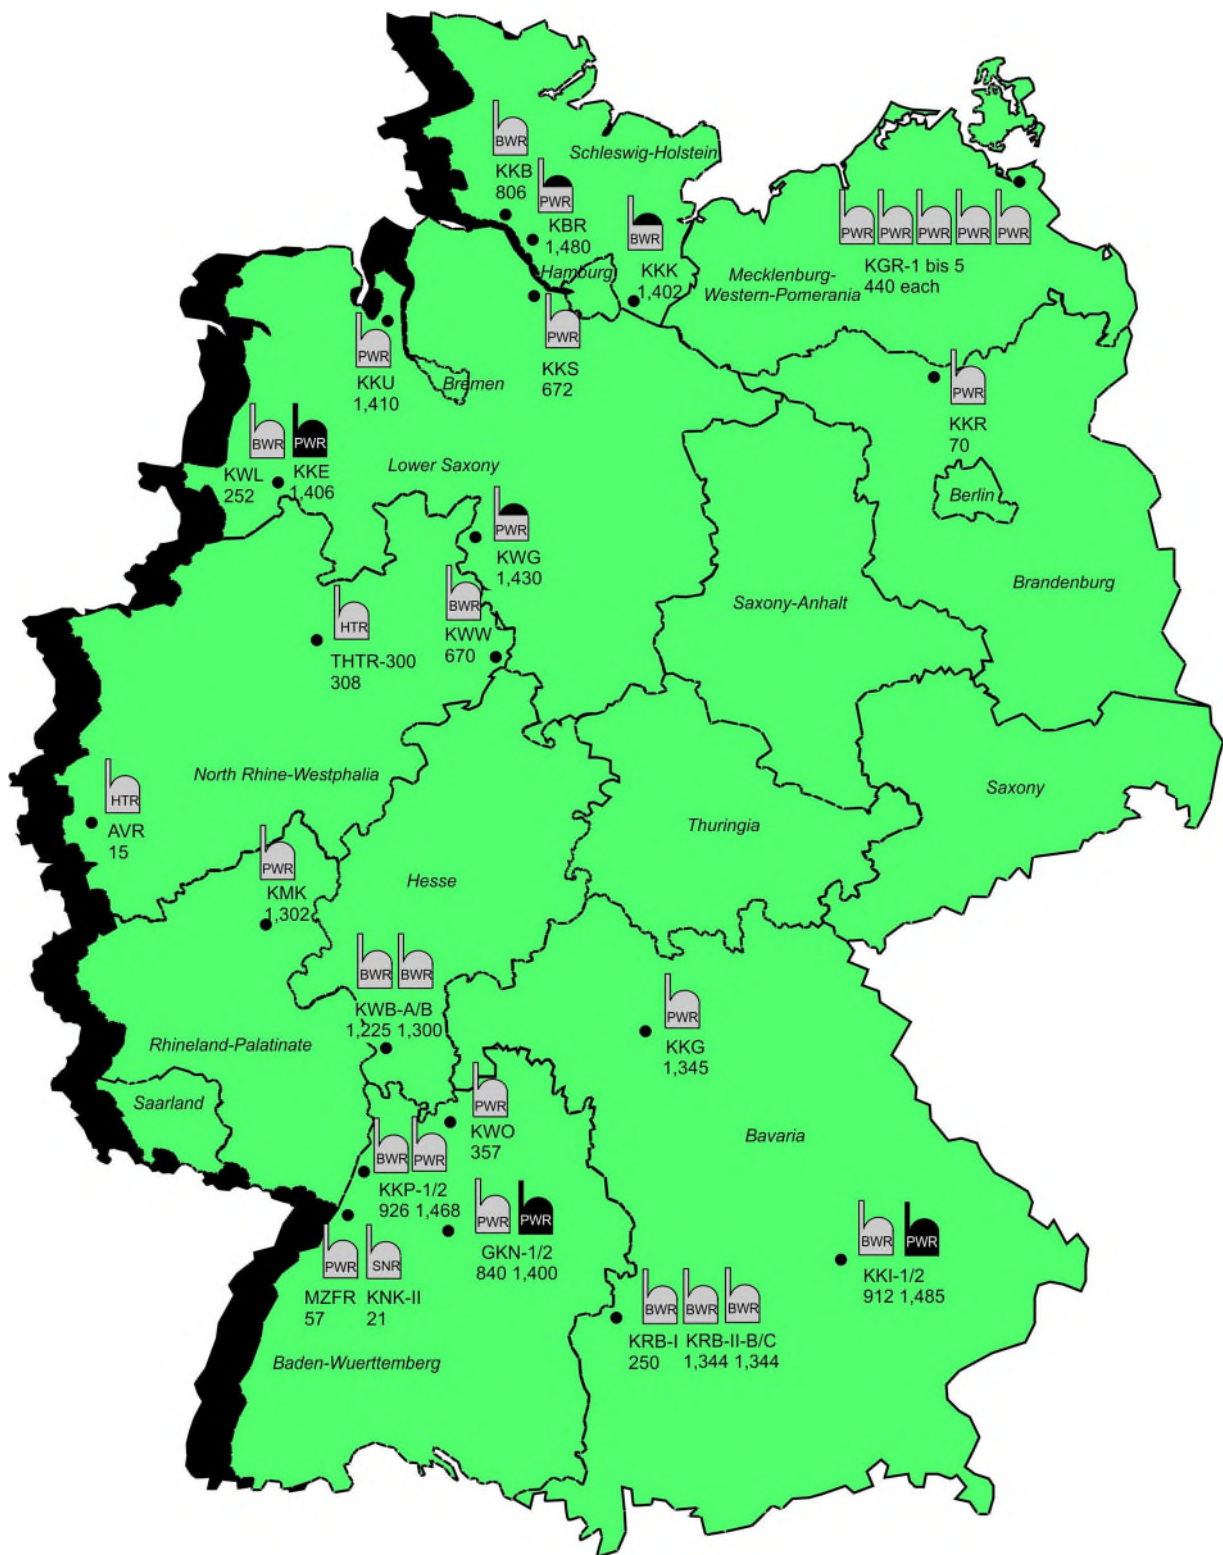 BWR
KKB
806
Schleswig-Holstein
PWR
KBR
1,480
BWR
KKK
1,402
Hamburg
PWR PWR PWR PWR PWR
KGR-1 bis 5
440 each
Mecklenburg-
Western-Pomerania
PWR
KKU
1,410
Bremen
PWR
KKS
672
PWR
KKR
70
BWR PWR
KWL KKE
252 1,406
Lower Saxony
Berlin
PWR
KWG
1,430
Brandenburg
Saxony-Anhalt
HTR
THTR-300
308
BWR
KWW
670
North Rhine-Westphalia
HTR
AVR
15
Saxony
Thuringia
PWR
KMK
1,302
Hesse
BWR BWR
KWB-A/B
1,225 1,300
PWR
KKG
1,345
Rhineland-Palatinate
Saarland
PWR
KWO
357
Bavaria
BWR PWR
KKP-1/2
926 1,468
PWR PWR
GKN-1/2
840 1,400
BWR PWR
KKI-1/2
912 1,485
PWR SNR
MZFR KNK-II
57 21
BWR BWR BWR
KRB-I KRB-II-B/C
250 1,344 1,344
Baden-Wuerttemberg